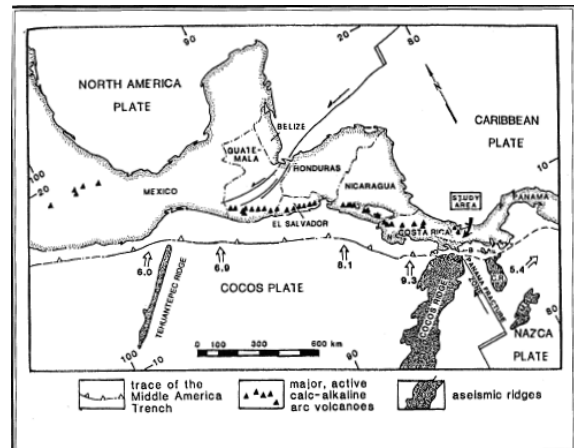 90
20
80
NORTH AMERICA
PLATE
BELIZE
CARIBBEAN
PLATE
GUATE-
MALA
HONDURAS
100
20
NICARAGUA
10
MEXICO
STUDY
AREA
PANAMA
EL SALVADOR
COSTA RICA
6.0
6.9
8.1
9.3
5.4
TEHUANTEPEC RIDGE
COCOS PLATE
COCOS RIDGE
PANAMA FRACTURE
ZONE
NAZCA
PLATE
80
0 200 400 600 km
100
10
90
trace of the
Middle America
Trench
major, active
calc-alkaline
arc volcanoes
aseismic ridges